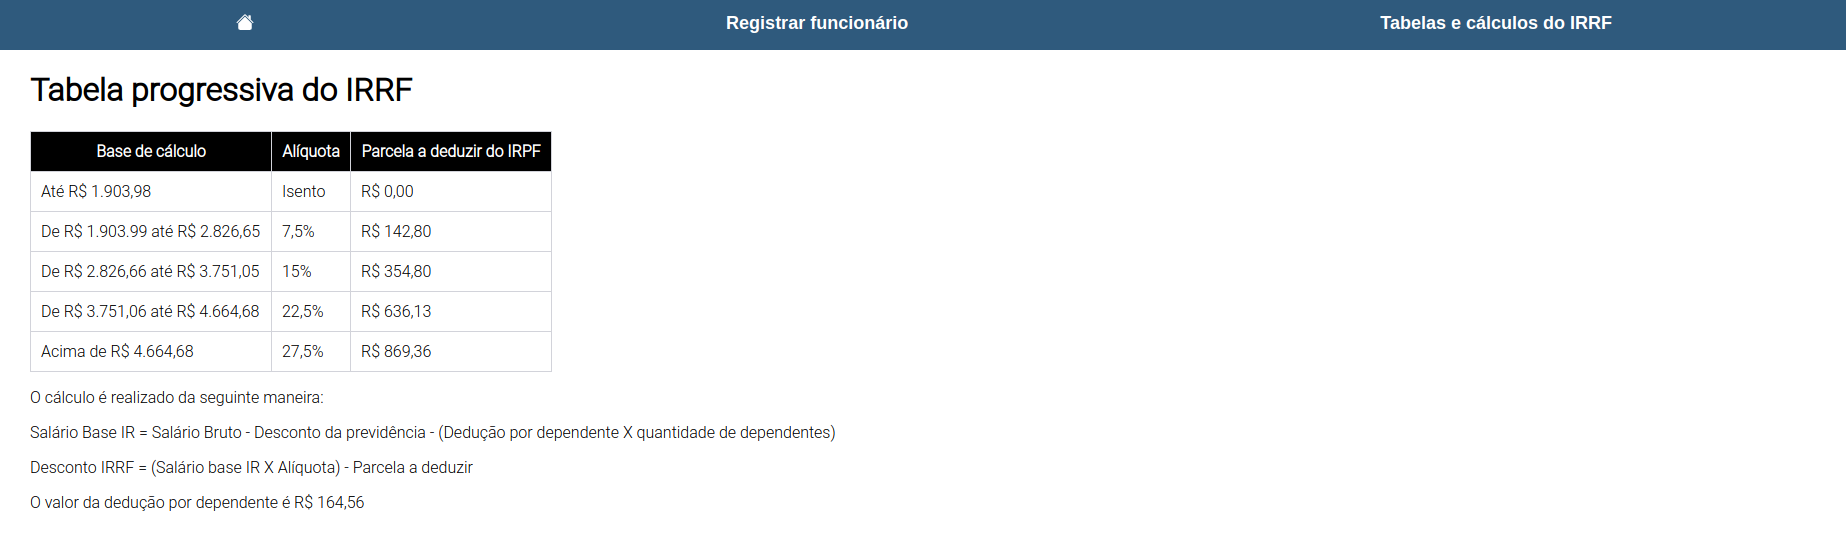 Registrar funcionário Tabelas e cálculos do IRRF
Tabela progressiva do IRRF
Base de cálculo Alíquota Parcela a deduzir do IRPF
Até R$ 1.903,98 Isento R$ 0,00
De R$ 1.903.99 até R$ 2.826,65 7,5% R$ 142,80
De R$ 2.826,66 até R$ 3.751,05 15% R$ 354,80
De R$ 3.751,06 até R$ 4.664,68 22,5% R$ 636,13
Acima de R$ 4.664,68 27,5% R$ 869,36
O cálculo é realizado da seguinte maneira:
Salário Base IR = Salário Bruto - Desconto da previdência - (Dedução por dependente X quantidade de dependentes)
Desconto IRRF = (Salário base IR X Alíquota) - Parcela a deduzir
O valor da dedução por dependente é R$ 164,56